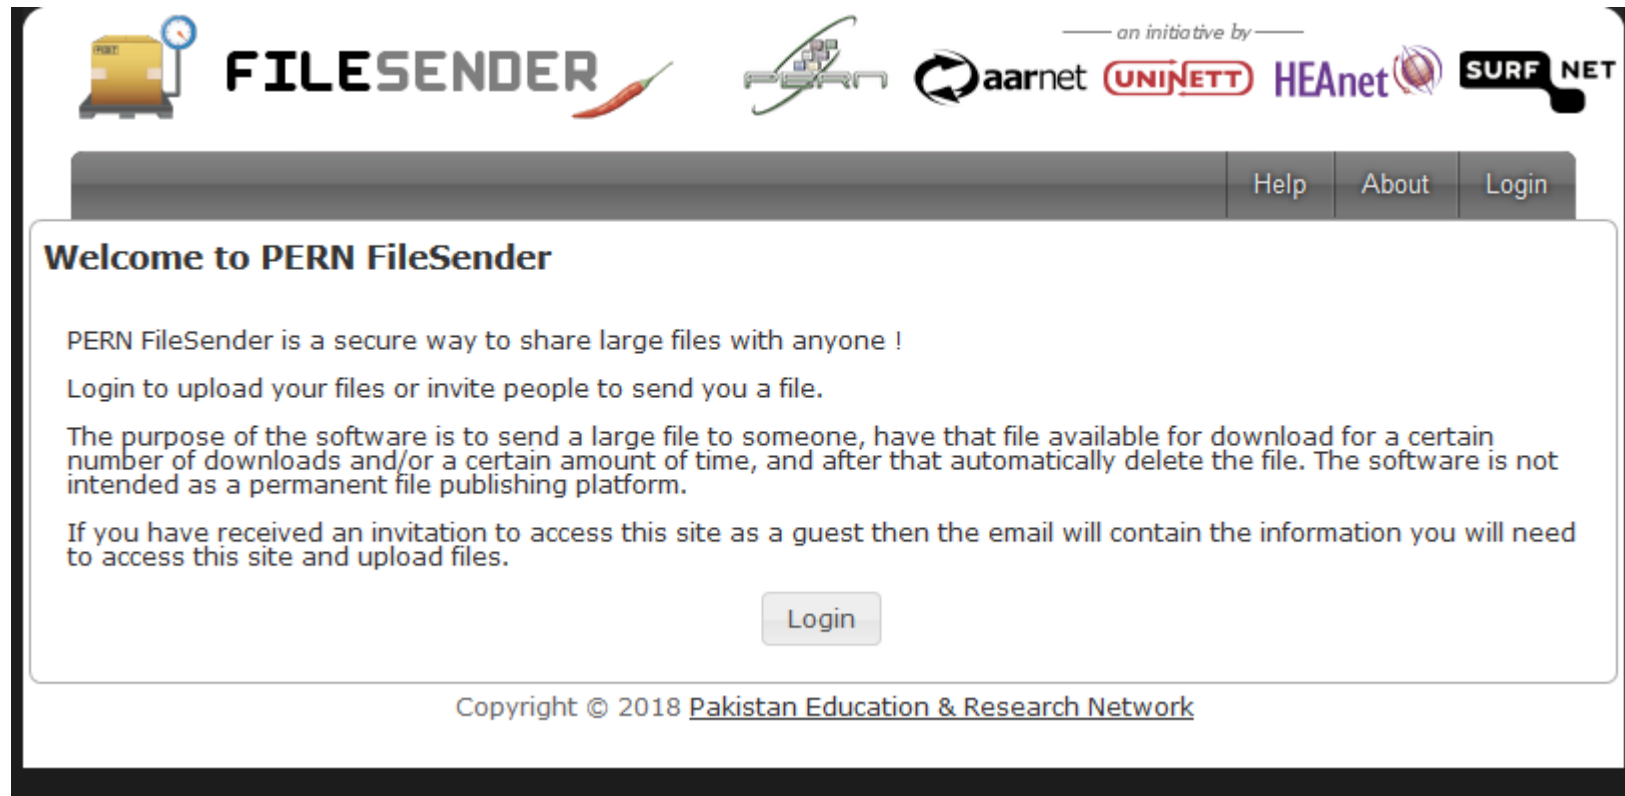 POST
FILESENDER
PERN
an initiative by
aarnet
UNINETT
HEAnet
SURF NET
Help About Login
Welcome to PERN FileSender
PERN FileSender is a secure way to share large files with anyone !
Login to upload your files or invite people to send you a file.
The purpose of the software is to send a large file to someone, have that file available for download for a certain
number of downloads and/or a certain amount of time, and after that automatically delete the file. The software is not
intended as a permanent file publishing platform.
If you have received an invitation to access this site as a guest then the email will contain the information you will need
to access this site and upload files.
Login
Copyright © 2018 Pakistan Education & Research Network